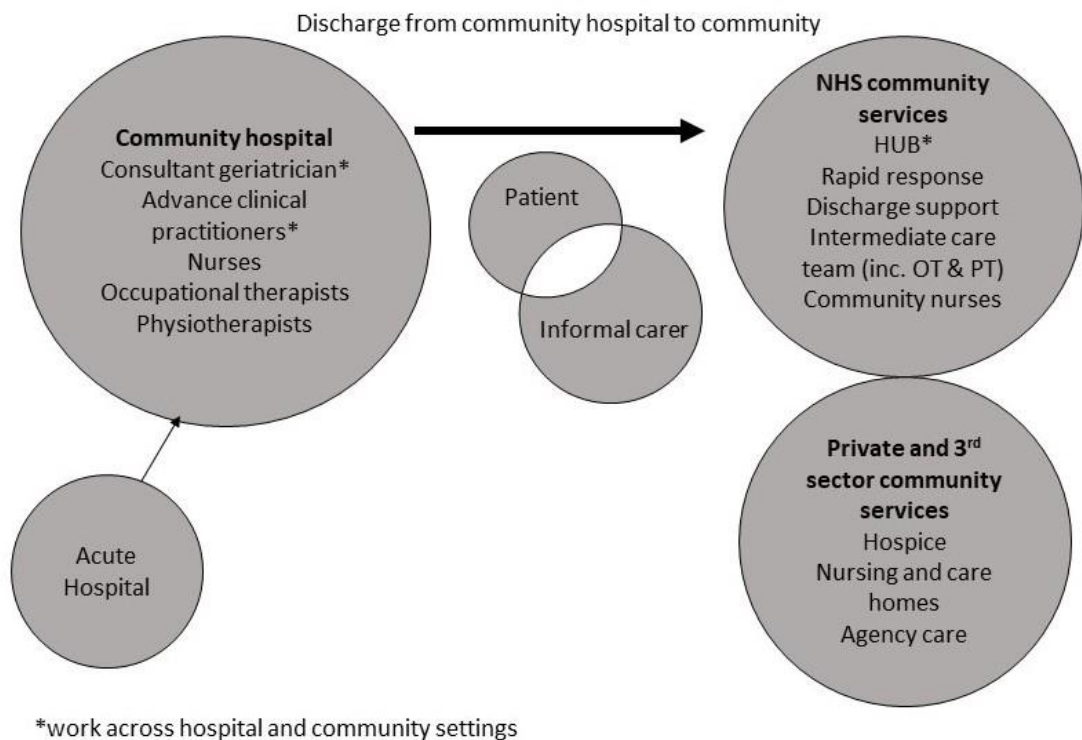 Discharge from community hospital to community
Community hospital
Consultant geriatrician*
Advance clinical
practitioners*
Nurses
Occupational therapists
Physiotherapists
Acute
Hospital
Patient
Informal carer
NHS community
services
HUB*
Rapid response
Discharge support
Intermediate care
team (inc. OT & PT)
Community nurses
Private and 3rd
sector community
services
Hospice
Nursing and care
homes
Agency care
*work across hospital and community settings